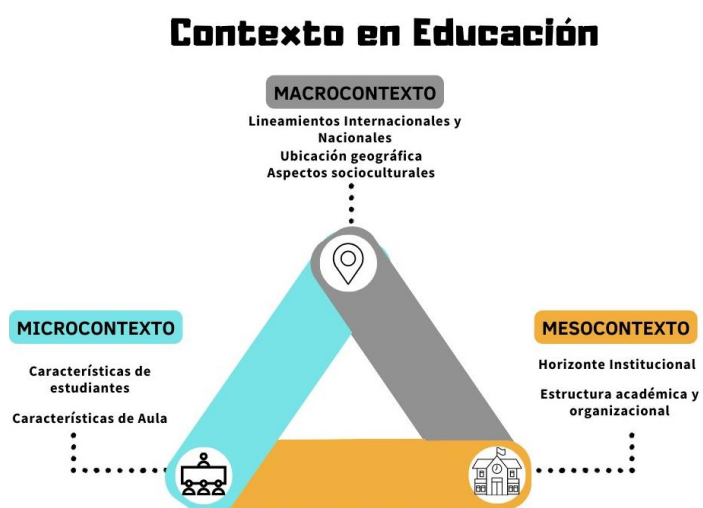 Contexto en Educación
MACROCONTEXTO
Lineamientos Internacionales y
Nacionales
Ubicación geográfica
Aspectos socioculturales
MICROCONTEXTO
Características de
estudiantes
Características de Aula
MESOCONTEXTO
Horizonte Institucional
Estructura académica y
organizacional